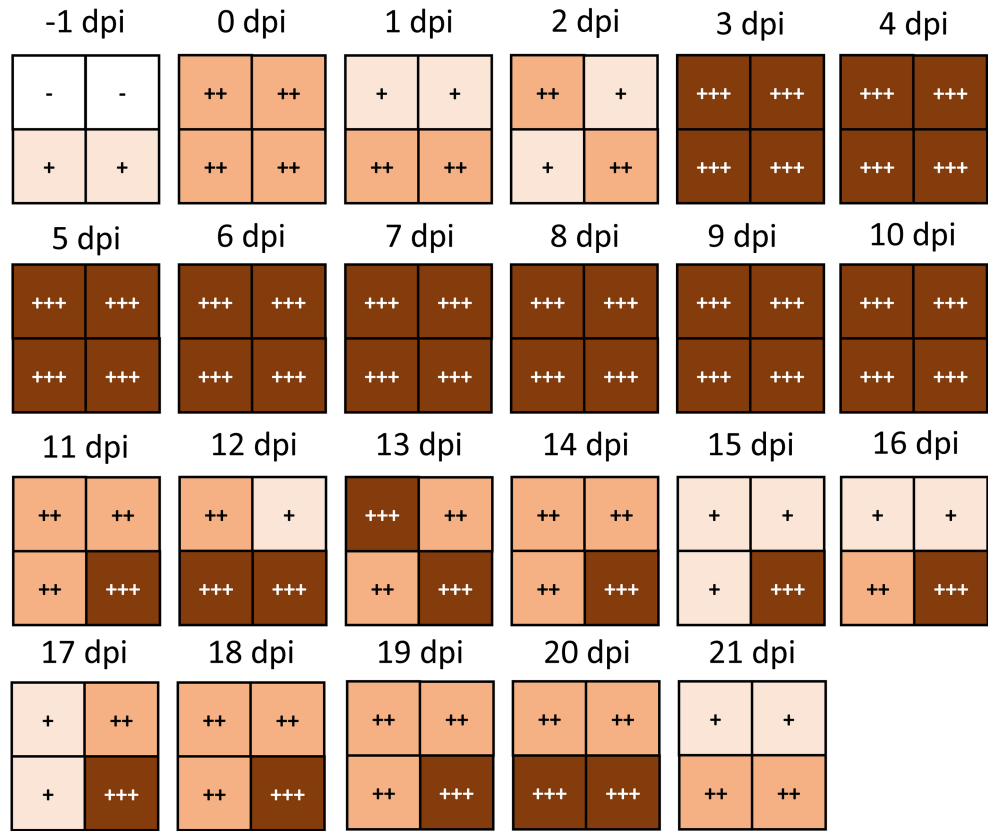 -1 dpi 0 dpi 1 dpi 2 dpi 3 dpi 4 dpi
- - ++ ++ + + ++ + +++ +++ +++ +++
+ + ++ ++ ++ ++ + ++ +++ +++ +++ +++
5 dpi 6 dpi 7 dpi 8 dpi 9 dpi 10 dpi
+++ +++ +++ +++ +++ +++ +++ +++ +++ +++ +++ +++
+++ +++ +++ +++ +++ +++ +++ +++ +++ +++ +++ +++
11 dpi 12 dpi 13 dpi 14 dpi 15 dpi 16 dpi
++ ++ ++ + +++ ++ ++ ++ + + + +
++ +++ +++ +++ ++ +++ ++ +++ + +++ ++ +++
17 dpi 18 dpi 19 dpi 20 dpi 21 dpi
+ ++ ++ ++ ++ ++ ++ ++ + +
+ +++ ++ +++ ++ +++ +++ +++ ++ ++